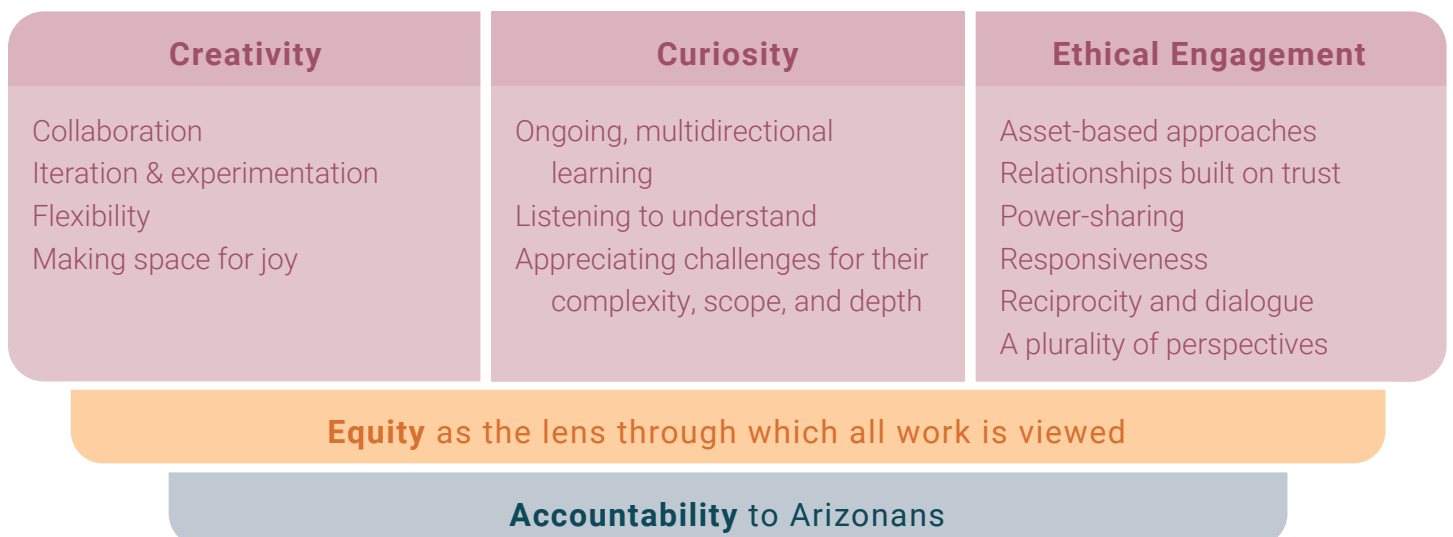 Creativity
Collaboration
Iteration & experimentation
Flexibility
Making space for joy
Curiosity
Ongoing, multidirectional
learning
Listening to understand
Appreciating challenges for their
complexity, scope, and depth
Ethical Engagement
Asset-based approaches
Relationships built on trust
Power-sharing
Responsiveness
Reciprocity and dialogue
A plurality of perspectives
Equity as the lens through which all work is viewed
Accountability to Arizonans